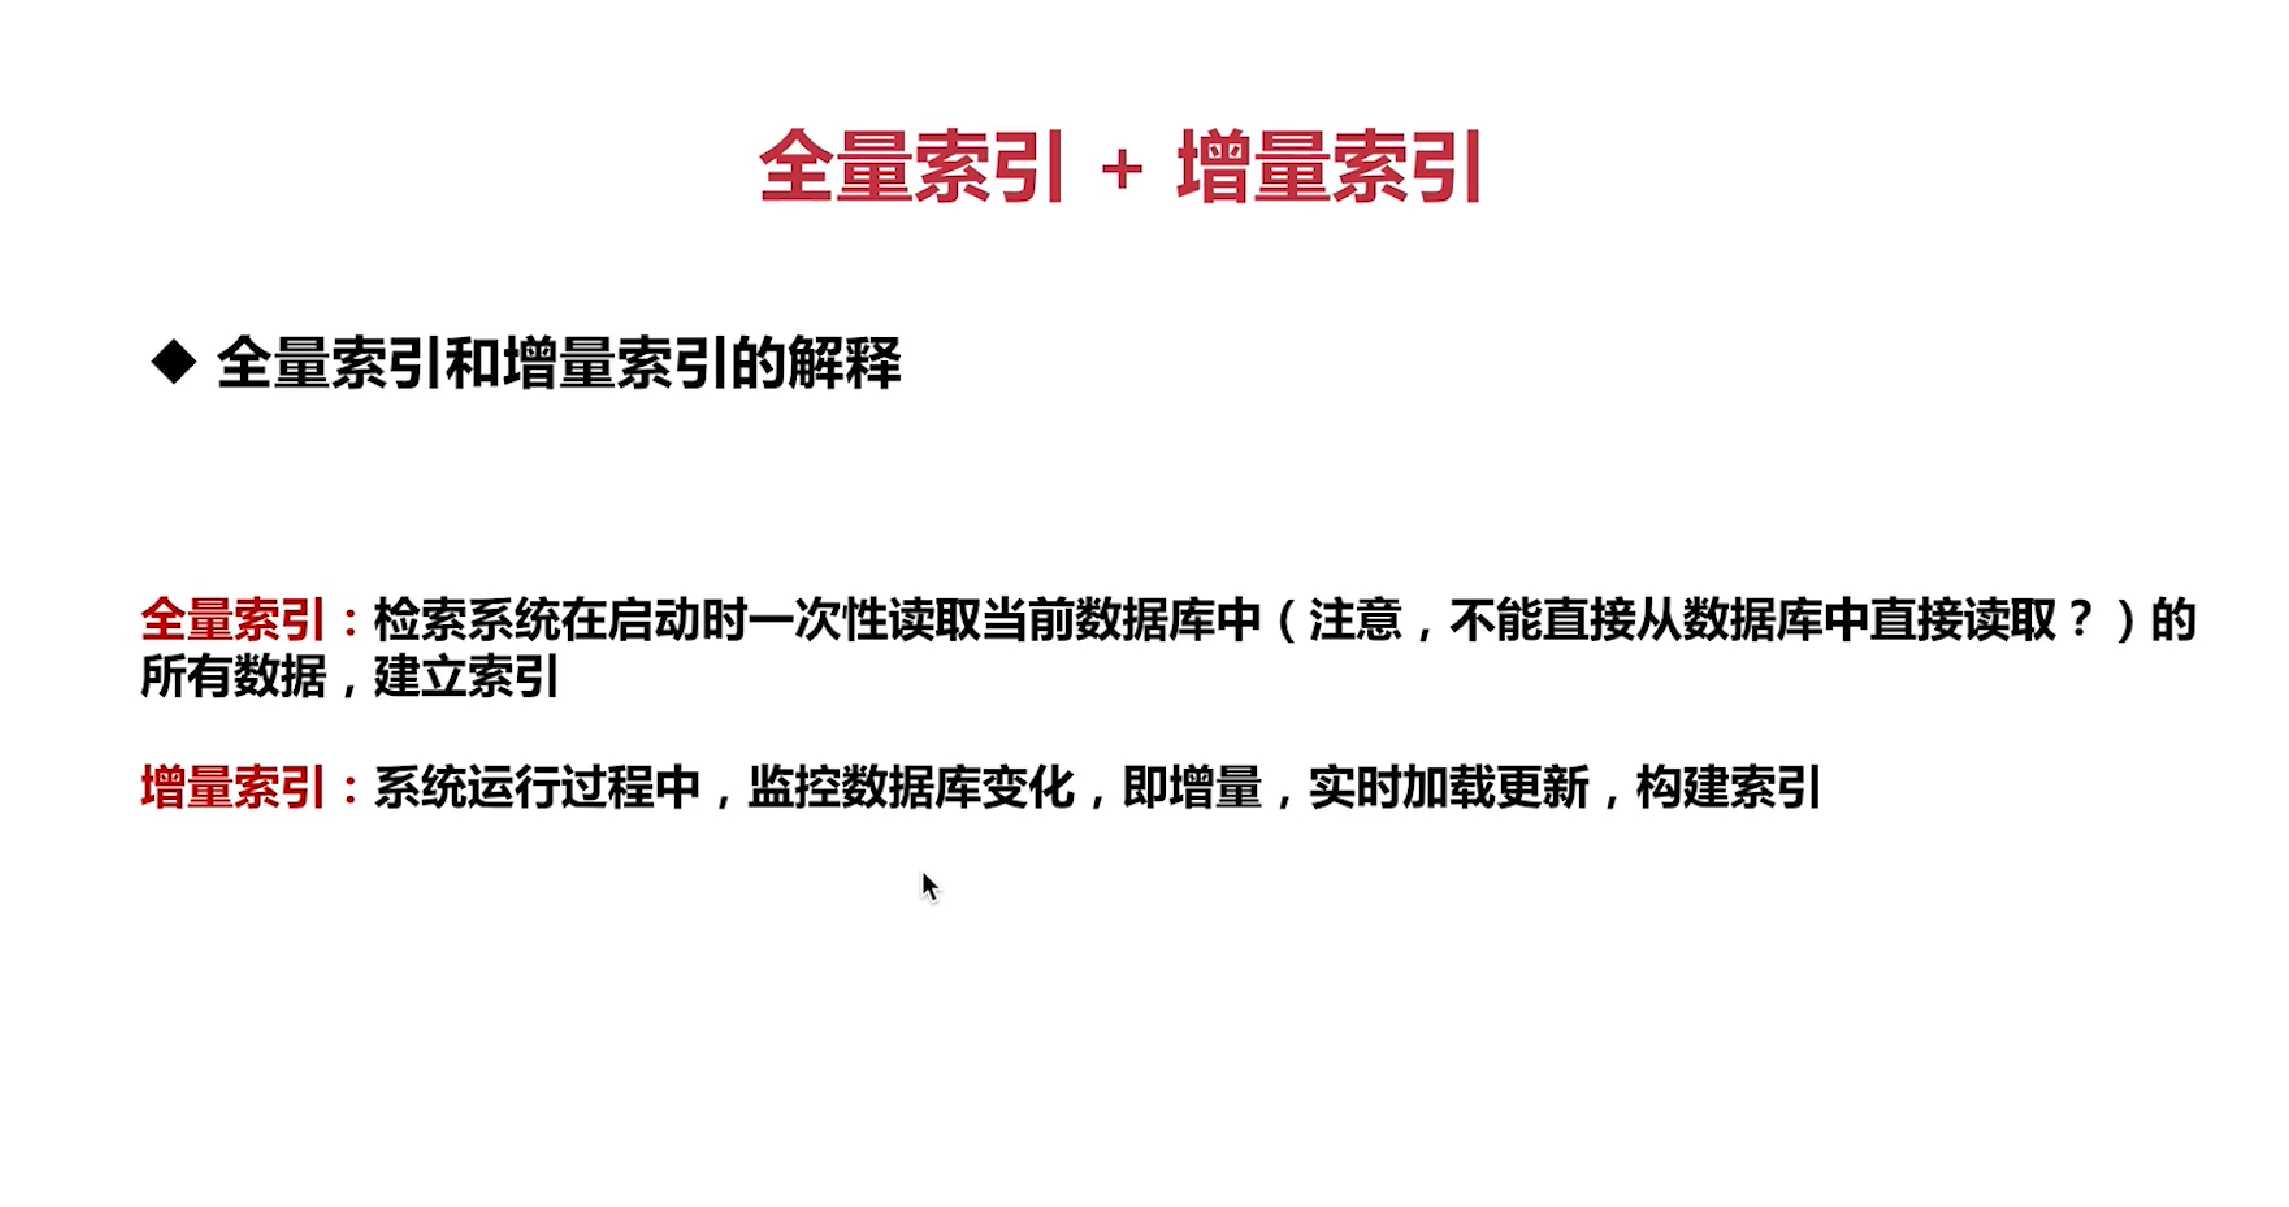 全量索引 + 增量索引
◆ 全量索引和增量索引的解释
全量索引：检索系统在启动时一次性读取当前数据库中（注意，不能直接从数据库中直接读取？）的
所有数据，建立索引
增量索引：系统运行过程中，监控数据库变化，即增量，实时加载更新，构建索引